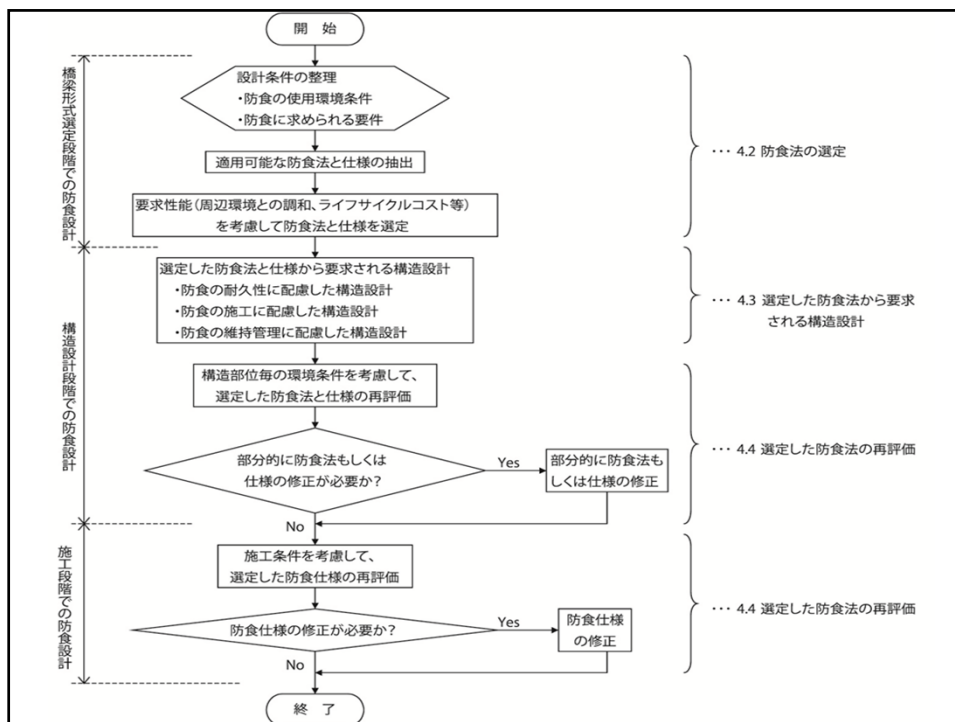 開 始
設計条件の整理
・防食の使用環境条件
・防食に求められる要件
適用可能な防食法と仕様の抽出
要求性能(周辺環境との調和、ライフサイクルコスト等)
を考慮して防食法と仕様を選定
橋梁形式選定段階での防食設計
··· 4.2 防食法の選定
選定した防食法と仕様から要求される構造設計
・防食の耐久性に配慮した構造設計
・防食の施工に配慮した構造設計
・防食の維持管理に配慮した構造設計
··· 4.3 選定した防食法から要求
される構造設計
構造部位毎の環境条件を考慮して、
選定した防食法と仕様の再評価
構造設計段階での防食設計
部分的に防食法もしくは
仕様の修正が必要か?
Yes
部分的に防食法も
しくは仕様の修正
No
··· 4.4 選定した防食法の再評価
施工条件を考慮して、
選定した防食仕様の再評価
施工段階での防食設計
防食仕様の修正が必要か?
Yes
防食仕様
の修正
No
··· 4.4 選定した防食法の再評価
終 了